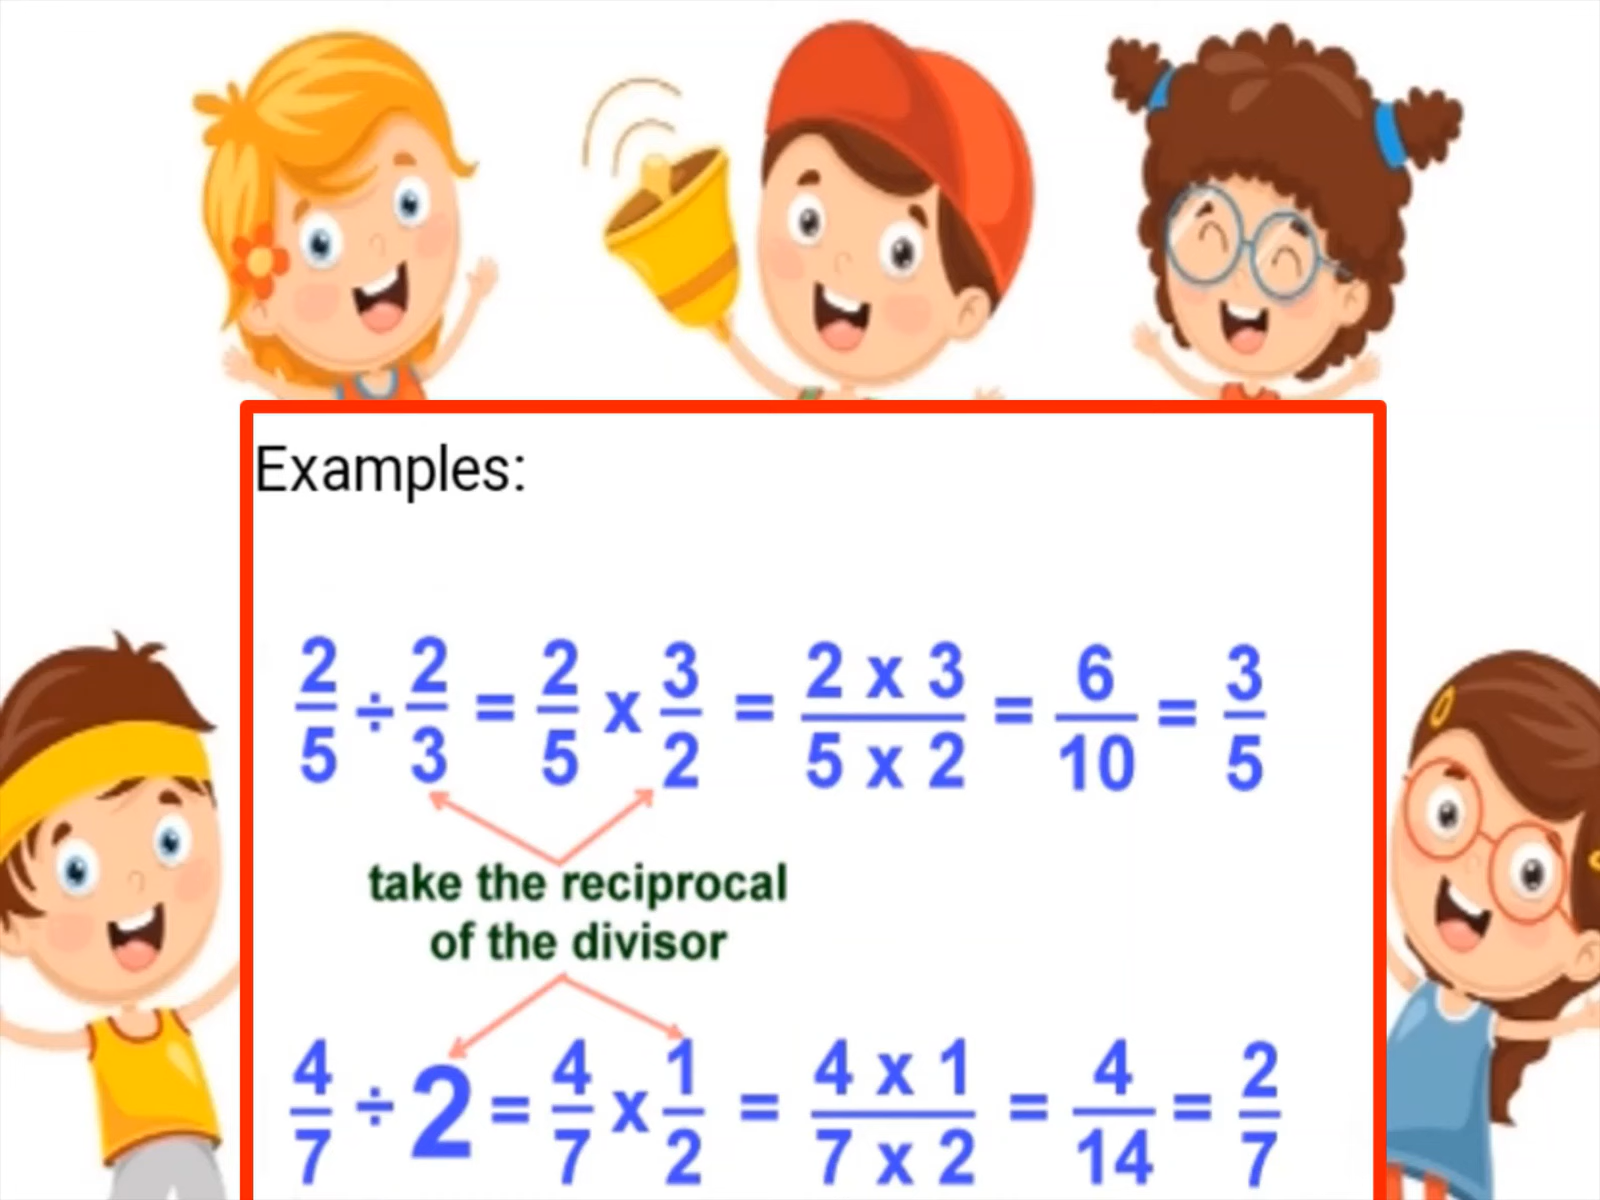 Examples:
2/5 ÷ 2/3 = 2/5 x 3/2 = 2 x 3/5 x 2 = 6/10 = 3/5
take the reciprocal
of the divisor
4/7 ÷ 2 = 4/7 x 1/2 = 4 x 1/7 x 2 = 4/14 = 2/7